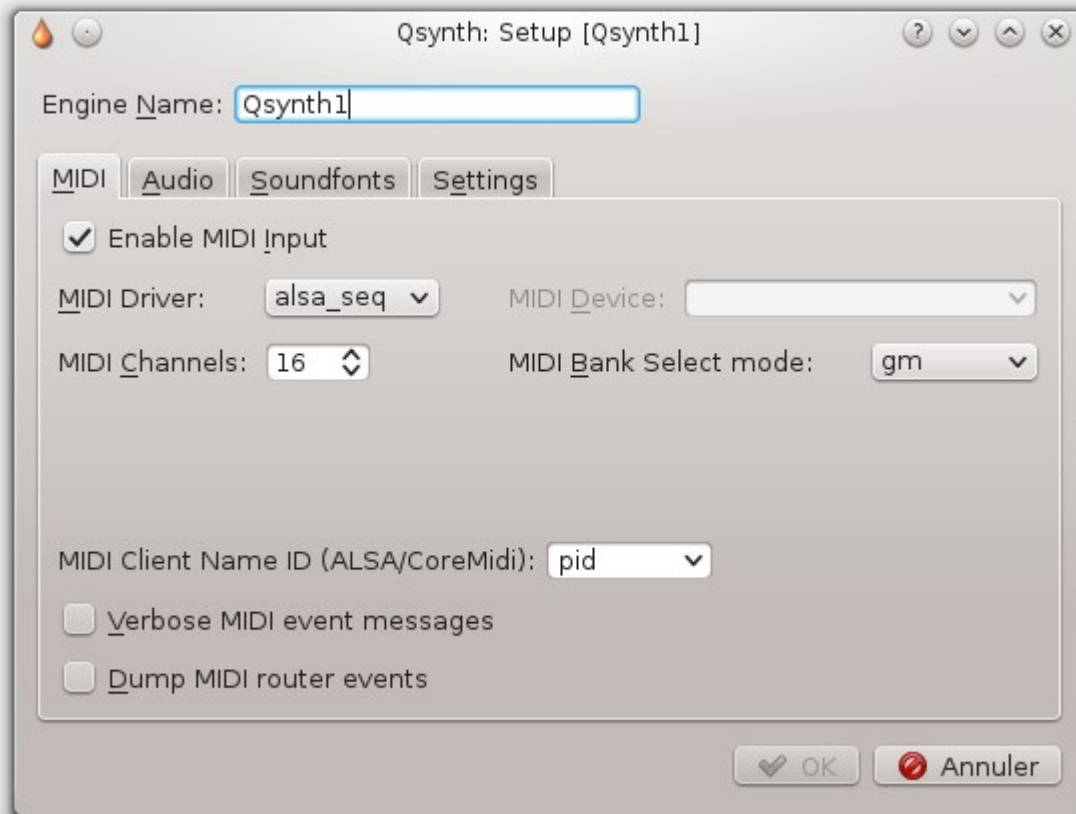 Qsynth: Setup [Qsynth1]
Engine Name: Qsynth1
MIDI Audio Soundfonts Settings
Enable MIDI Input
MIDI Driver: alsa_seq MIDI Device:
MIDI Channels: 16 MIDI Bank Select mode: gm
MIDI Client Name ID (ALSA/CoreMidi): pid
Verbose MIDI event messages
Dump MIDI router events
OK Annuler